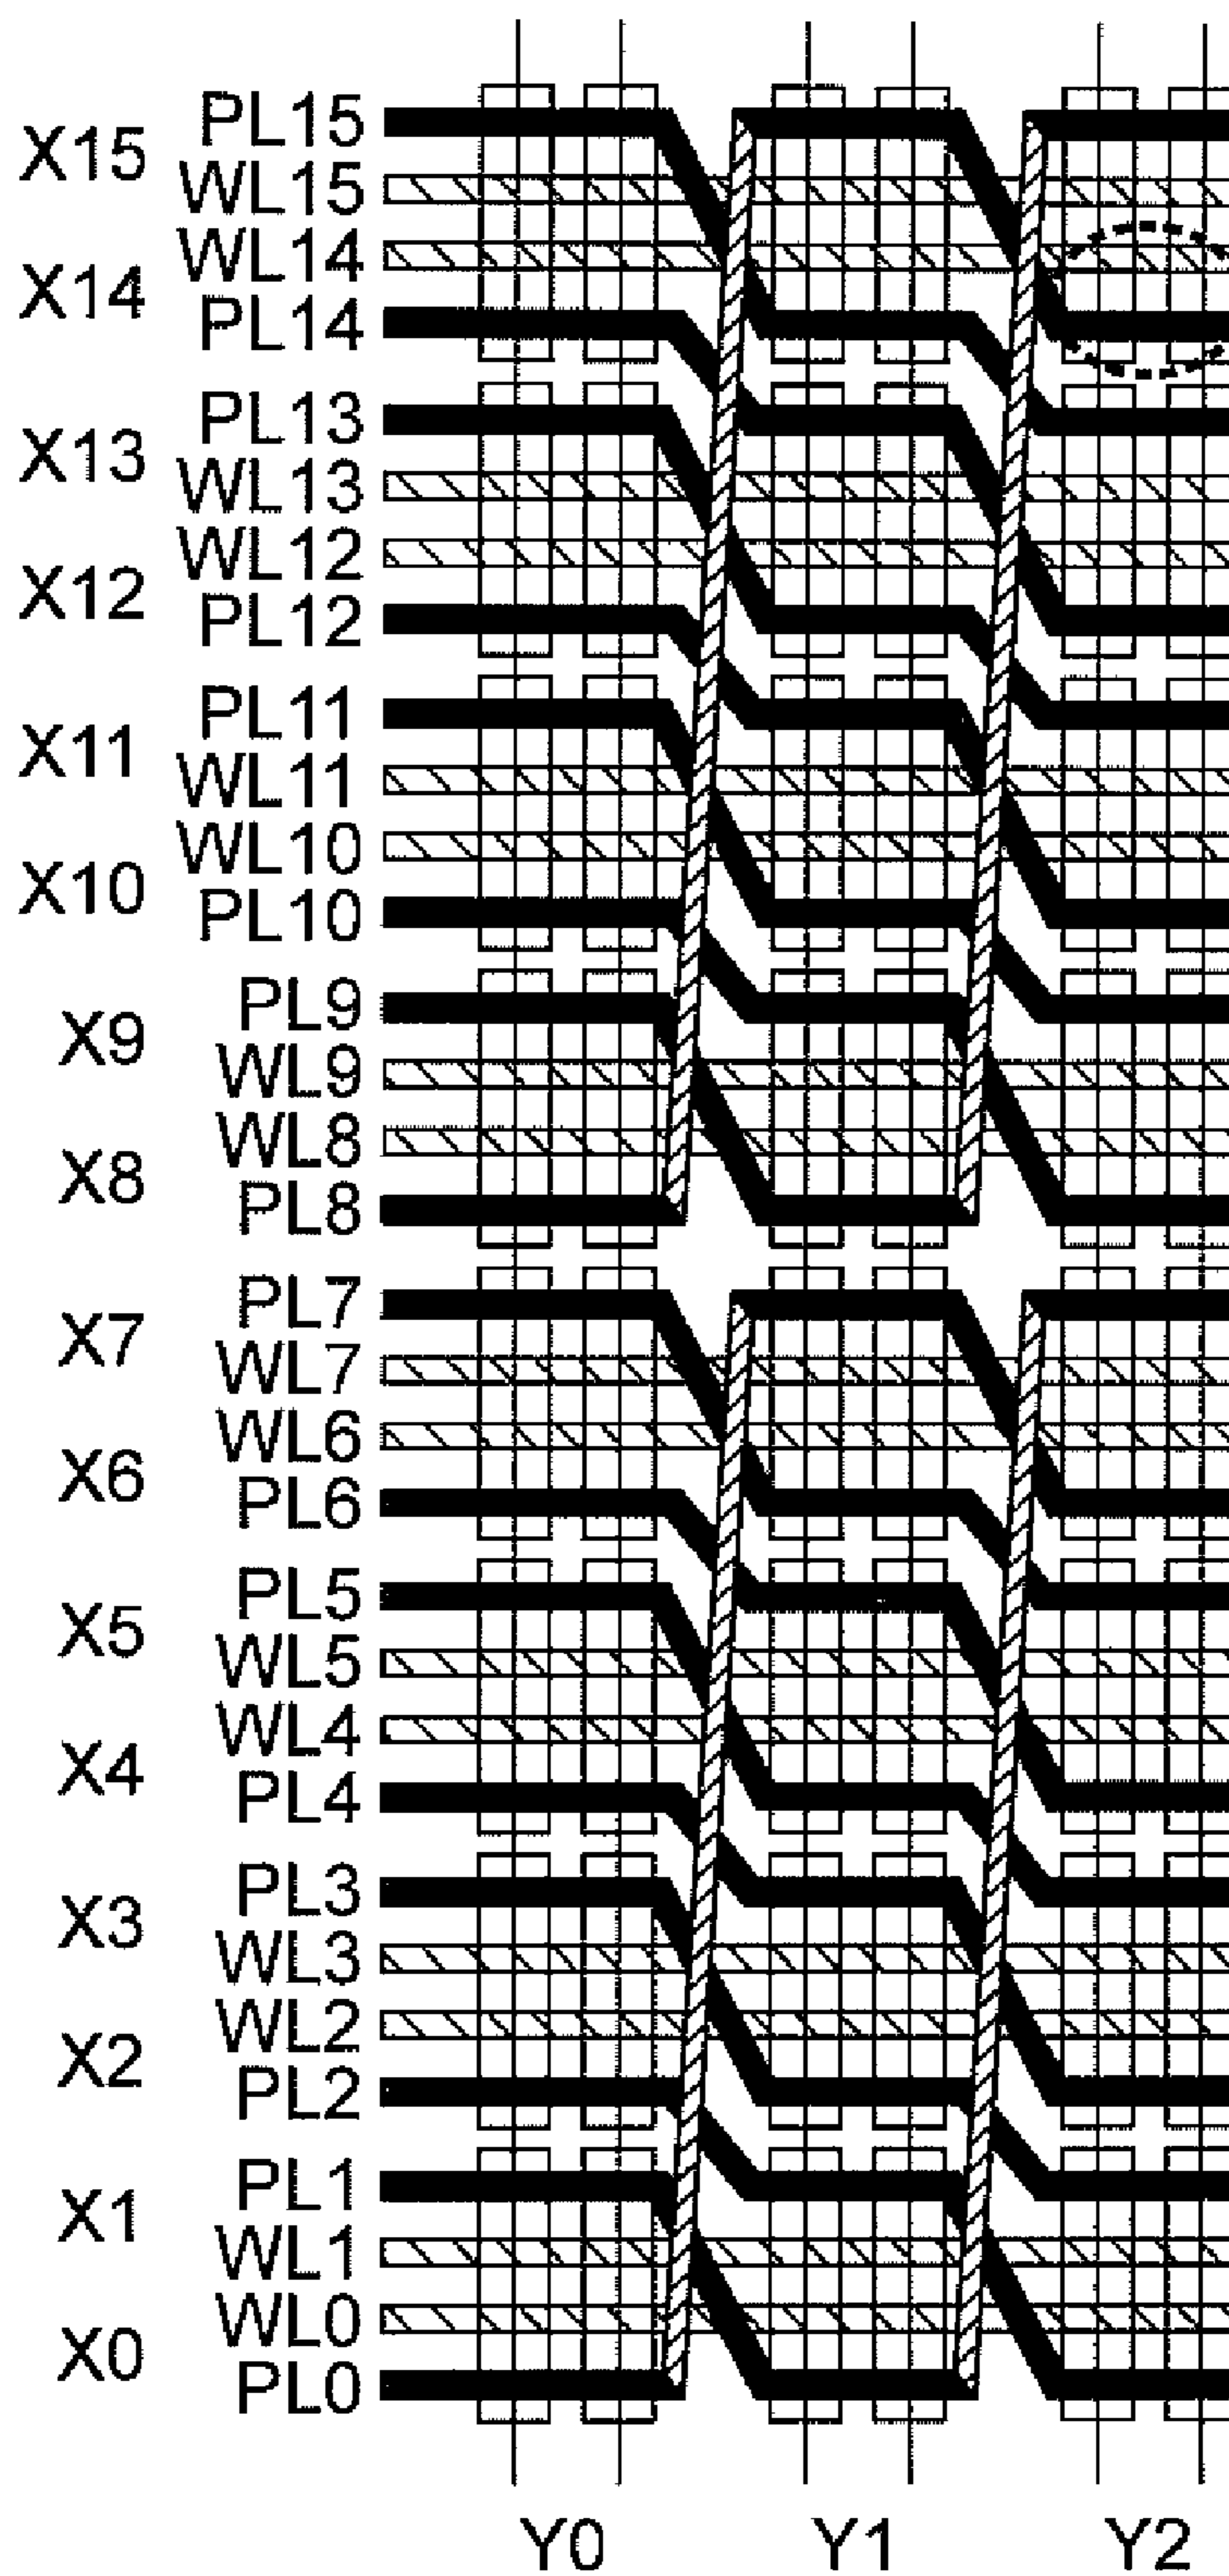 X15 PL15
WL15
X14 WL14
PL14
X13 PL13
WL13
X12 WL12
PL12
X11 PL11
WL11
X10 WL10
PL10
X9 PL9
WL9
X8 WL8
PL8
X7 PL7
WL7
X6 WL6
PL6
X5 PL5
WL5
X4 WL4
PL4
X3 PL3
WL3
X2 WL2
PL2
X1 PL1
WL1
X0 WL0
PL0
Y0 Y1 Y2